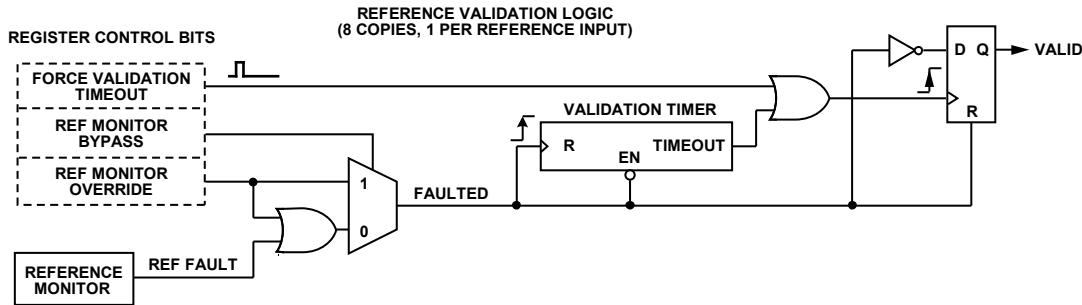 REFERENCE VALIDATION LOGIC
(8 COPIES, 1 PER REFERENCE INPUT)
REGISTER CONTROL BITS
FORCE VALIDATION
TIMEOUT
REF MONITOR
BYPASS
REF MONITOR
OVERRIDE
REFERENCE
MONITOR
REF FAULT
1
0
FAULTED
VALIDATION TIMER
R
EN
TIMEOUT
D Q
R
VALID